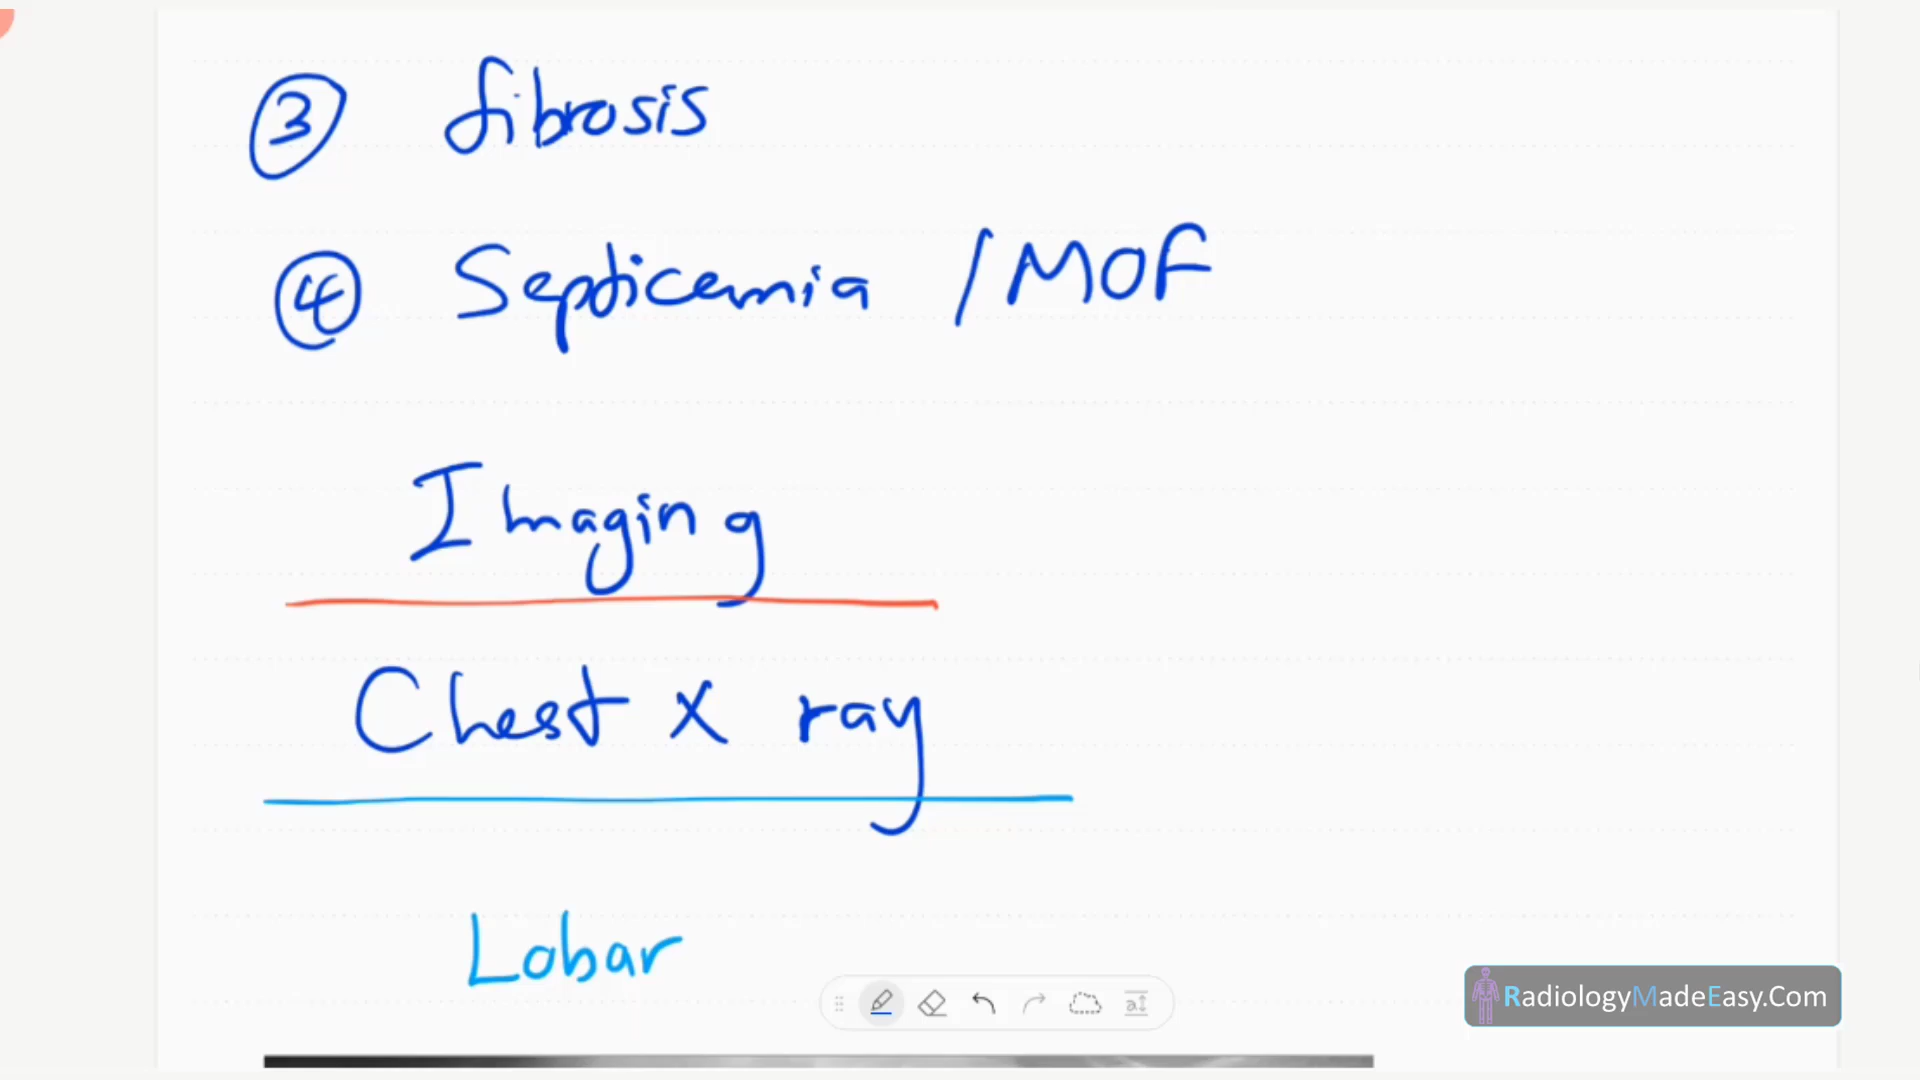 3 fibrosis
4 Septicemia / MOF
Imaging
Chest X ray
Lobar
RadiologyMadeEasy.Com